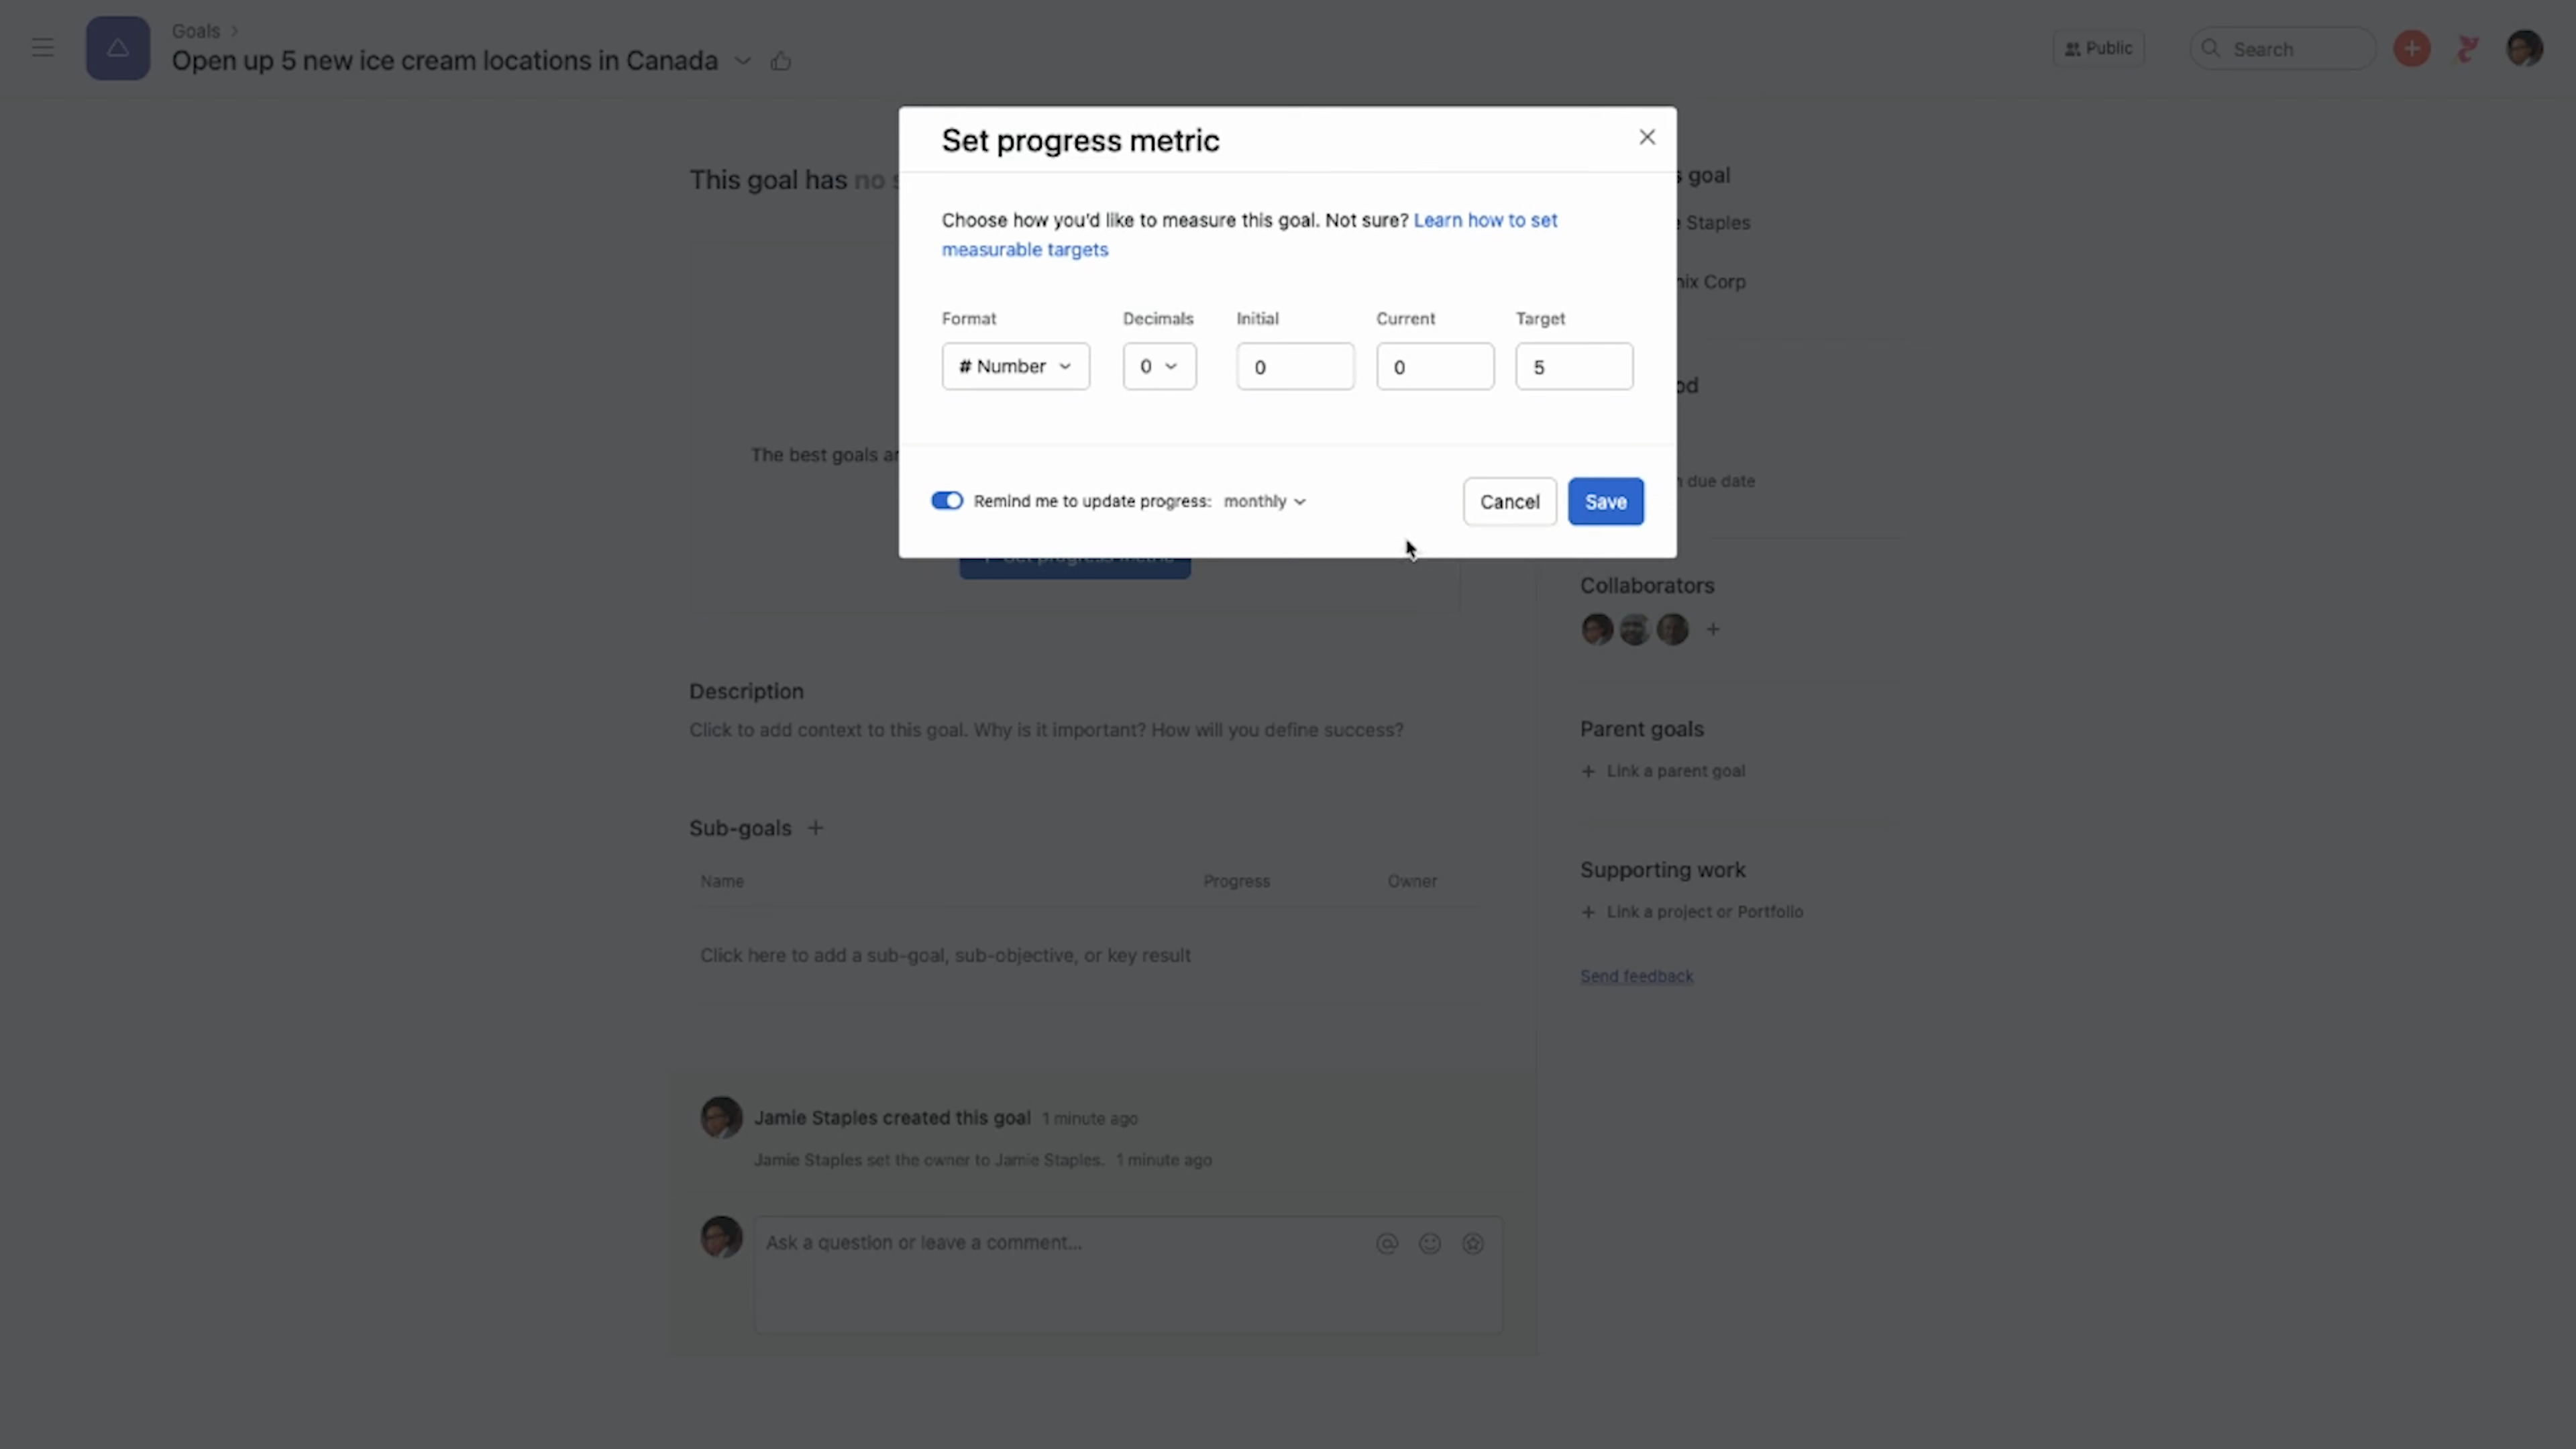 Goals
Open up 5 new ice cream locations in Canada
Public
Search
Set progress metric
This goal has no
goal
Choose how you'd like to measure this goal. Not sure? Learn how to set
measurable targets
Staples
Corp
Format
Decimals
Initial
Current
Target
# Number
0
0
0
5
The best goals
due date
Remind me to update progress: monthly
Cancel
Save
Collaborators
Description
Click to add context to this goal. Why is it important? How will you define success?
Parent goals
+ Link a parent goal
Sub-goals +
Name
Progress
Owner
Click here to add a sub-goal, sub-objective, or key result
Supporting work
+ Link a project or Portfolio
Send feedback
Jamie Staples created this goal 1 minute ago
Jamie Staples set the owner to Jamie Staples. 1 minute ago
Ask a question or leave a comment...